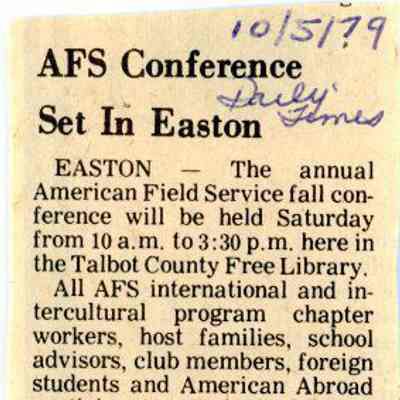 10/5/79
AFS Conference
Daily
Set In Easton
Times
EASTON — The annual
American Field Service fall con-
ference will be held Saturday
from 10 a.m. to 3:30 p.m. here in
the Talbot County Free Library.
All AFS international and in-
tercultural program chapter
workers, host families, school
advisors, club members, foreign
students and American Abroad